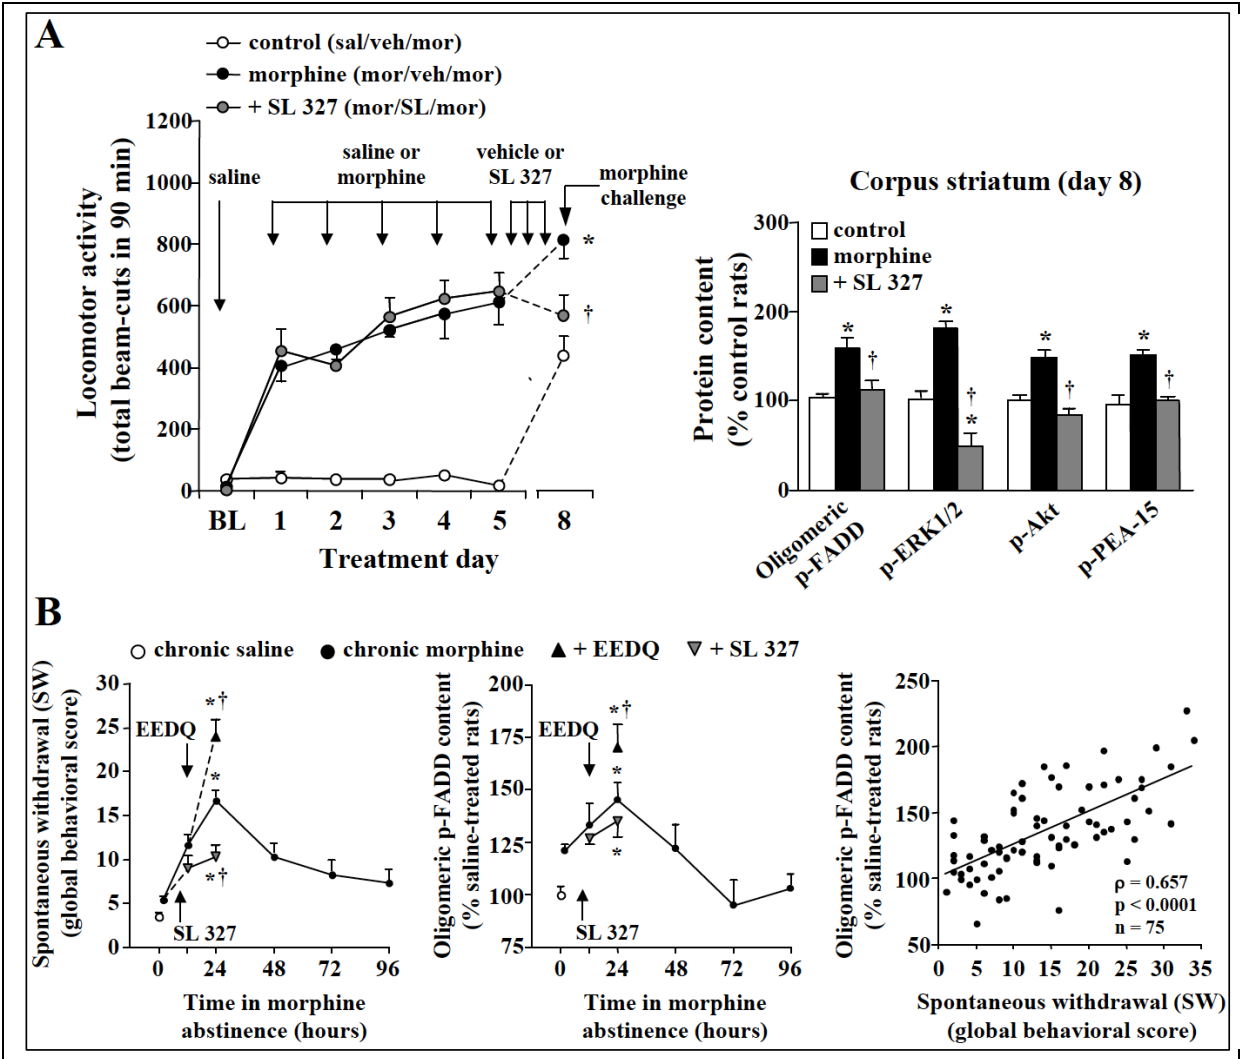 A
control (sal/veh/mor)
morphine (mor/veh/mor)
+ SL 327 (mor/SL/mor)
Locomotor activity
(total beam-cuts in 90 min)
1200
1000
800
600
400
200
0
saline
saline or
morphine
vehicle or
SL 327
morphine
challenge
*
†
BL 1 2 3 4 5 8
Treatment day
Corpus striatum (day 8)
Protein content
(% control rats)
300
200
100
0
control
morphine
+ SL 327
* † * † * * † * †
Oligomeric
p-FADD
p-ERK1/2
p-Akt
p-PEA-15
B
chronic saline chronic morphine + EEDQ + SL 327
Spontaneous withdrawal (SW)
(global behavioral score)
30
25
20
15
10
5
0
EEDQ
*†
*
*†
SL 327
0 24 48 72 96
Time in morphine
abstinence (hours)
Oligomeric p-FADD content
(% saline-treated rats)
200
175
150
125
100
75
EEDQ
*†
*
*
SL 327
0 24 48 72 96
Time in morphine
abstinence (hours)
Oligomeric p-FADD content
(% saline-treated rats)
250
200
150
100
50
ρ = 0.657
p < 0.0001
n = 75
0 5 10 15 20 25 30 35
Spontaneous withdrawal (SW)
(global behavioral score)